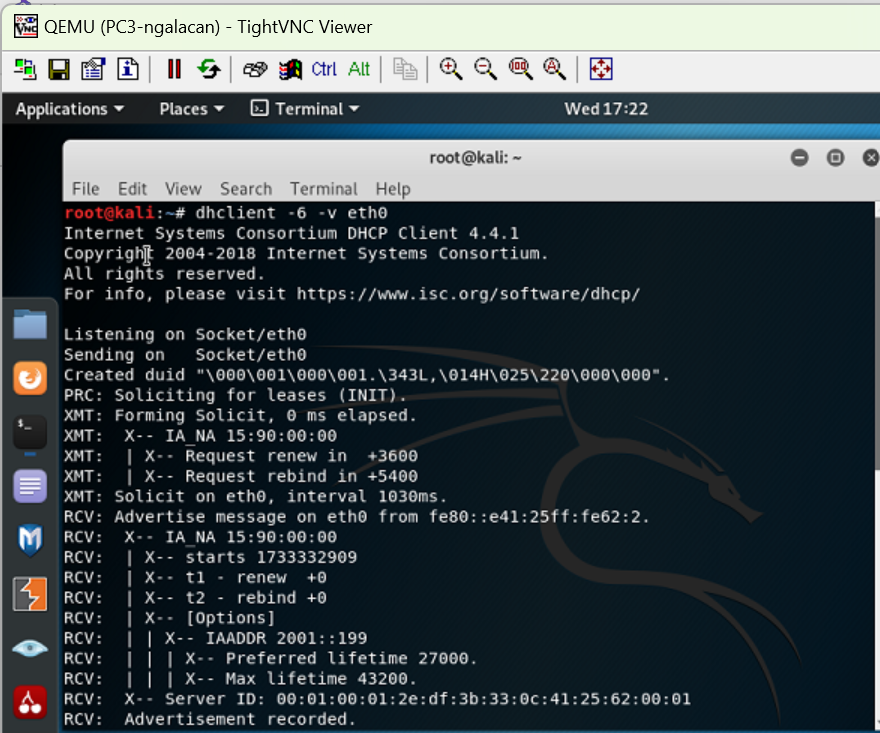 QEMU (PC3-ngalacan) - TightVNC Viewer
Ctrl Alt
Applications Places Terminal Wed 17:22
root@kali: ~
File Edit View Search Terminal Help
root@kali:~# dhclient -6 -v eth0
Internet Systems Consortium DHCP Client 4.4.1
Copyright 2004-2018 Internet Systems Consortium.
All rights reserved.
For info, please visit https://www.isc.org/software/dhcp/
Listening on Socket/eth0
Sending on   Socket/eth0
Created duid "\000\001\000\001.\343L,\014H\025\220\000\000".
PRC: Soliciting for leases (INIT).
XMT: Forming Solicit, 0 ms elapsed.
XMT:  X-- IA_NA 15:90:00:00
XMT:  | X-- Request renew in  +3600
XMT:  | X-- Request rebind in +5400
XMT: Solicit on eth0, interval 1030ms.
RCV: Advertise message on eth0 from fe80::e41:25ff:fe62:2.
RCV:  X-- IA_NA 15:90:00:00
RCV:  | X-- starts 1733332909
RCV:  | X-- t1 - renew  +0
RCV:  | X-- t2 - rebind +0
RCV:  | X-- [Options]
RCV:  | | X-- IAADDR 2001::199
RCV:  | | | X-- Preferred lifetime 27000.
RCV:  | | | X-- Max lifetime 43200.
RCV:  X-- Server ID: 00:01:00:01:2e:df:3b:33:0c:41:25:62:00:01
RCV:  Advertisement recorded.